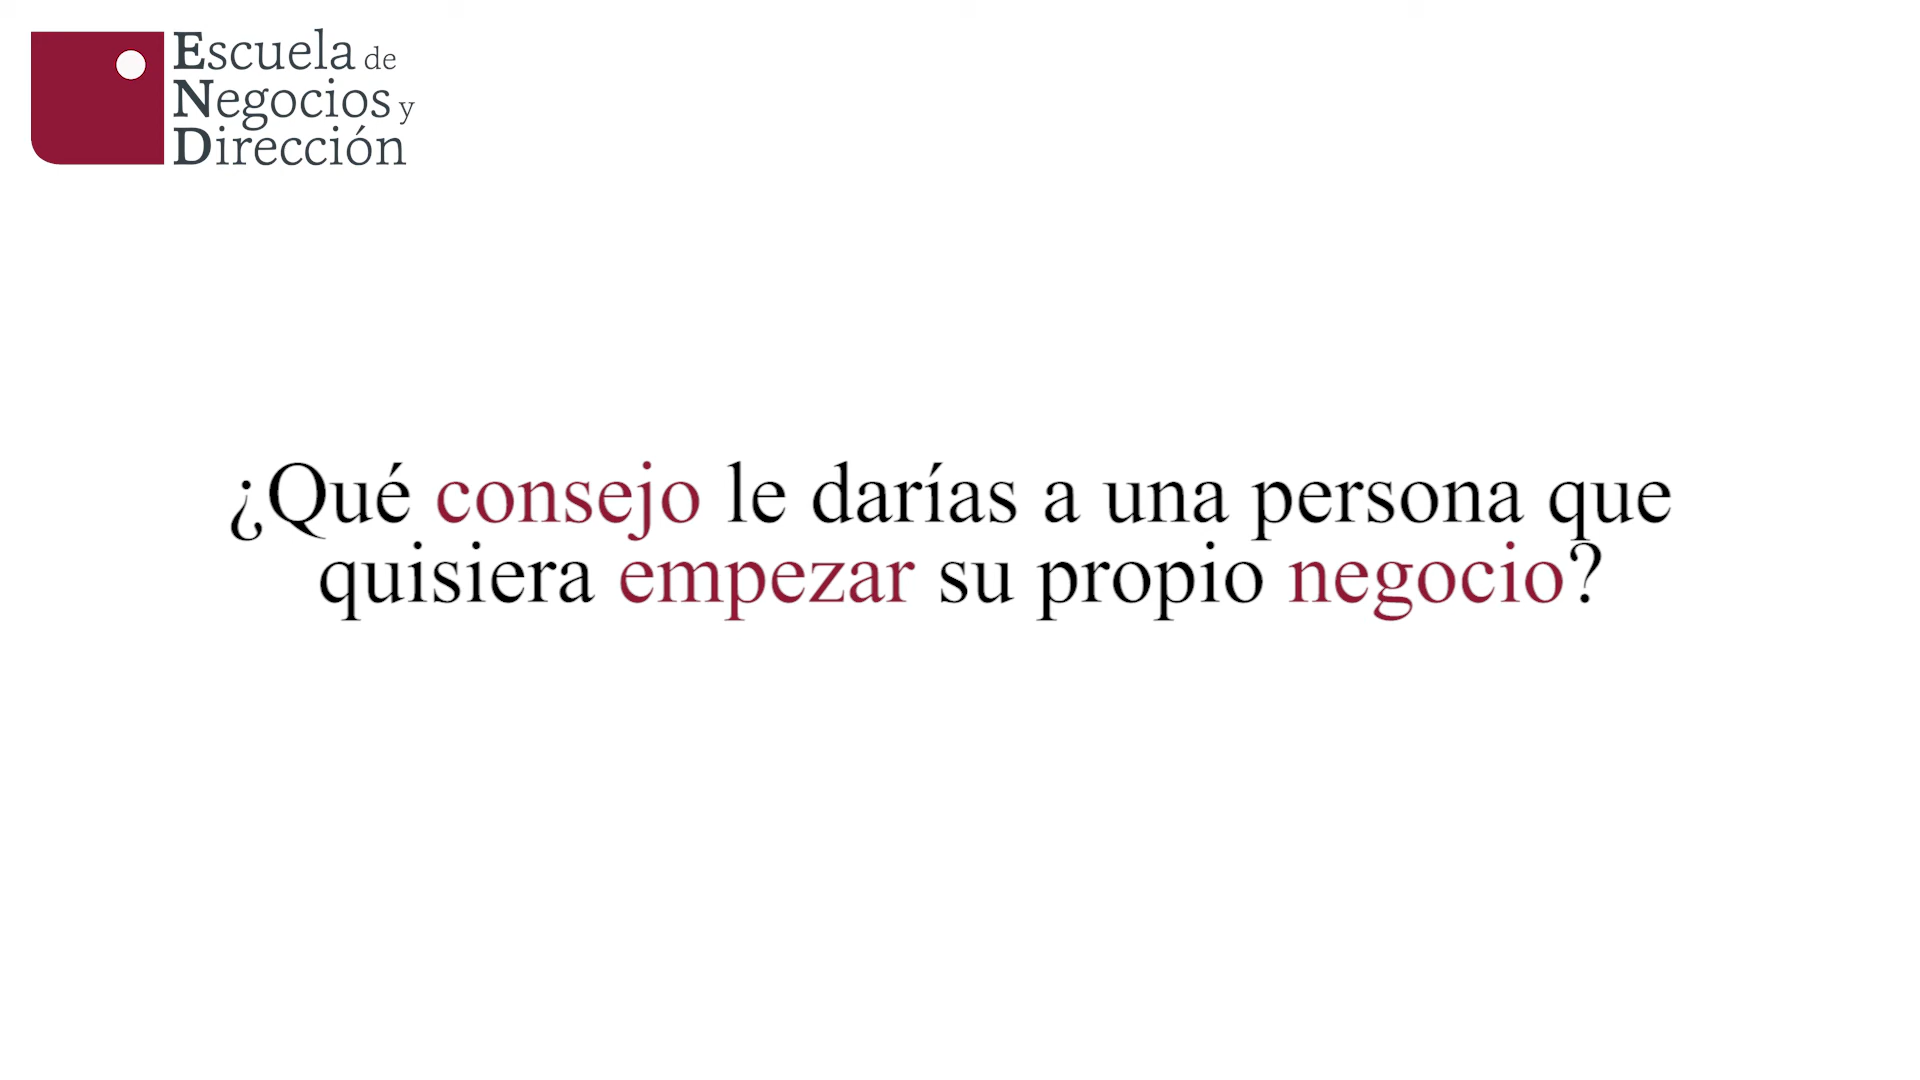 Escuela de
Negocios y
Dirección
¿Qué consejo le darías a una persona que
quisiera empezar su propio negocio?